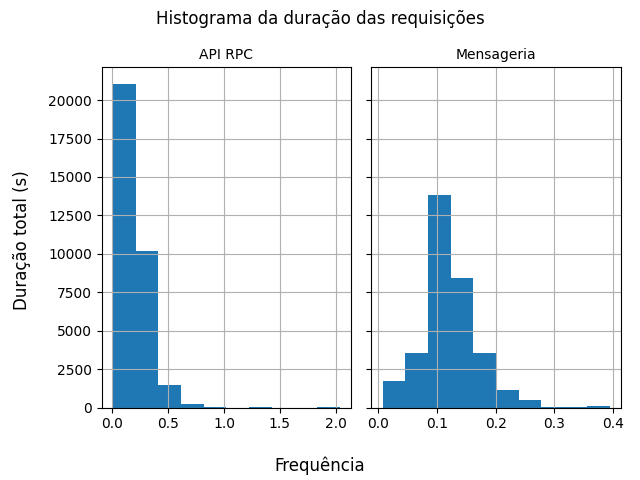 Histograma da duração das requisições
API RPC
Mensageria
20000
17500
15000
12500
10000
7500
5000
2500
0
Duração total (s)
0.0 0.5 1.0 1.5 2.0
0.0 0.1 0.2 0.3 0.4
Frequência